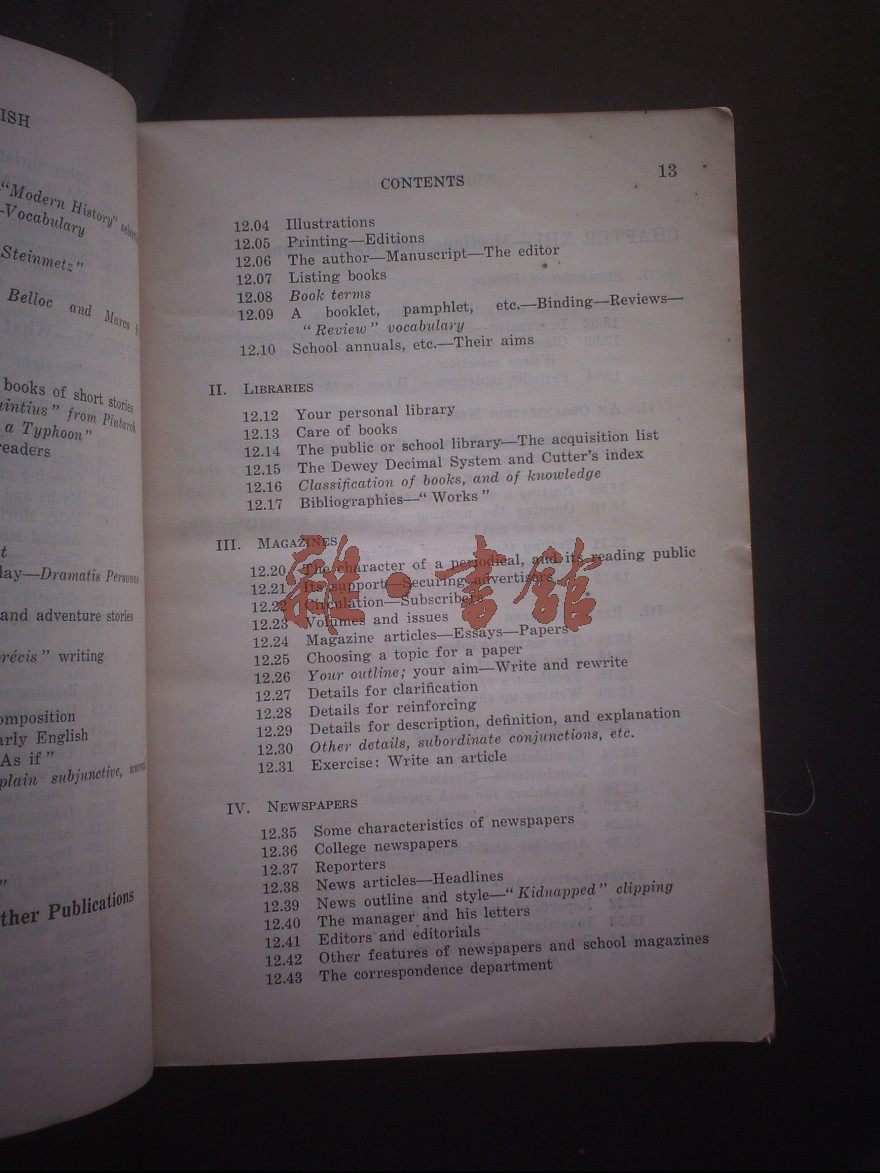 ISH
"Modern History"
-Vocabulary
Steinmetz"
Belloc and Marco
books of short stories
uintius" from Plutarch
a Typhoon"
readers
t
lay—Dramatis Personae
and adventure stories
récis" writing
omposition
arly English
As if"
plain subjunctive,
"
ther Publications
CONTENTS 13
12.04 Illustrations
12.05 Printing—Editions
12.06 The author—Manuscript—The editor
12.07 Listing books
12.08 Book terms
12.09 A booklet, pamphlet, etc.—Binding—Reviews—
"Review" vocabulary
12.10 School annuals, etc.—Their aims
II. LIBRARIES
12.12 Your personal library
12.13 Care of books
12.14 The public or school library—The acquisition list
12.15 The Dewey Decimal System and Cutter's index
12.16 Classification of books, and of knowledge
12.17 Bibliographies—"Works"
III. MAGAZINES
12.20 The character of a periodical, and its reading public
12.21 Its support—Securing advertisers
12.22 Circulation—Subscribers
12.23 Volumes and issues
12.24 Magazine articles—Essays—Papers
12.25 Choosing a topic for a paper
12.26 Your outline; your aim—Write and rewrite
12.27 Details for clarification
12.28 Details for reinforcing
12.29 Details for description, definition, and explanation
12.30 Other details, subordinate conjunctions, etc.
12.31 Exercise: Write an article
IV. NEWSPAPERS
12.35 Some characteristics of newspapers
12.36 College newspapers
12.37 Reporters
12.38 News articles—Headlines
12.39 News outline and style—"Kidnapped" clipping
12.40 The manager and his letters
12.41 Editors and editorials
12.42 Other features of newspapers and school magazines
12.43 The correspondence department
雅·書館